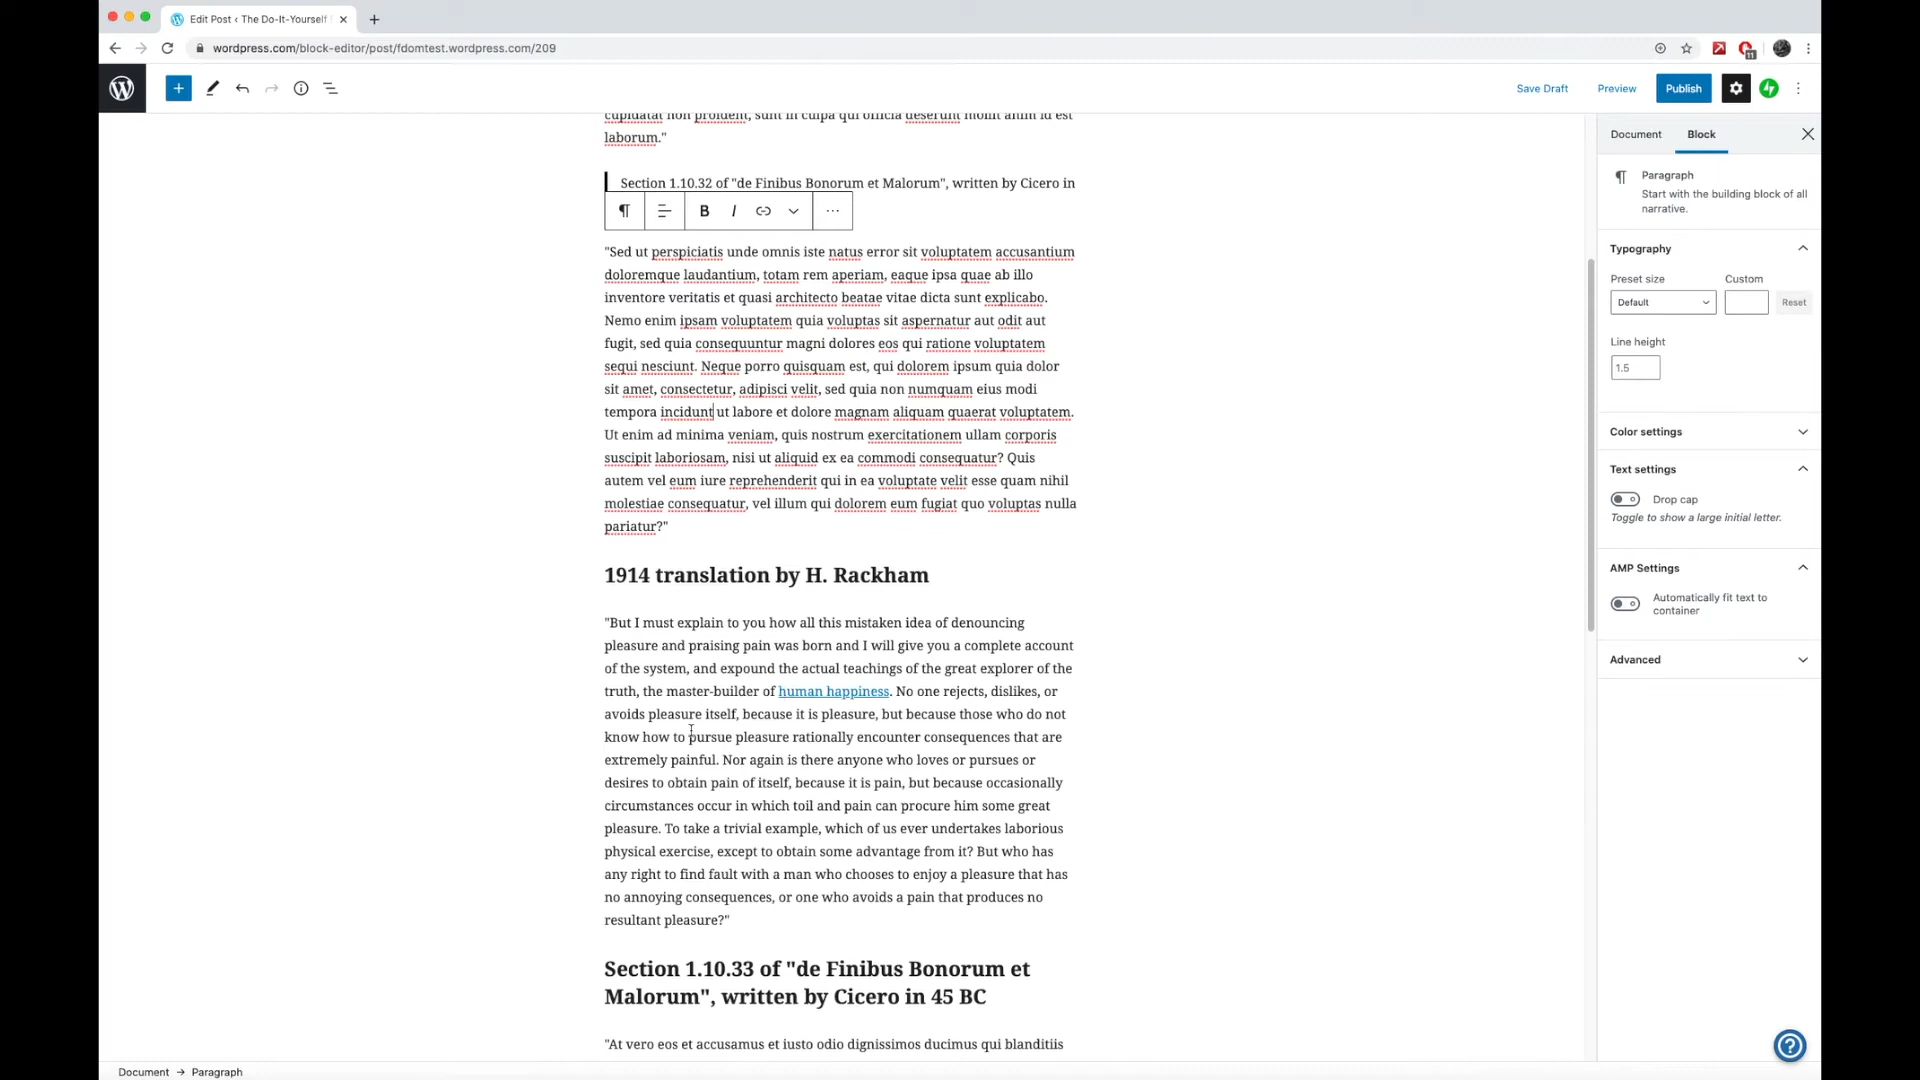 Edit Post ‹ The Do-It-Yourself
wordpress.com/block-editor/post/fdomtest.wordpress.com/209
11
Save Draft
Preview
Publish
cupidatat non proident, sunt in culpa qui officia deserunt mollit anim id est
laborum."
Section 1.10.32 of "de Finibus Bonorum et Malorum", written by Cicero in
B I
"Sed ut perspiciatis unde omnis iste natus error sit voluptatem accusantium
doloremque laudantium, totam rem aperiam, eaque ipsa quae ab illo
inventore veritatis et quasi architecto beatae vitae dicta sunt explicabo.
Nemo enim ipsam voluptatem quia voluptas sit aspernatur aut odit aut
fugit, sed quia consequuntur magni dolores eos qui ratione voluptatem
sequi nesciunt. Neque porro quisquam est, qui dolorem ipsum quia dolor
sit amet, consectetur, adipisci velit, sed quia non numquam eius modi
tempora incidunt ut labore et dolore magnam aliquam quaerat voluptatem.
Ut enim ad minima veniam, quis nostrum exercitationem ullam corporis
suscipit laboriosam, nisi ut aliquid ex ea commodi consequatur? Quis
autem vel eum iure reprehenderit qui in ea voluptate velit esse quam nihil
molestiae consequatur, vel illum qui dolorem eum fugiat quo voluptas nulla
pariatur?"
1914 translation by H. Rackham
"But I must explain to you how all this mistaken idea of denouncing
pleasure and praising pain was born and I will give you a complete account
of the system, and expound the actual teachings of the great explorer of the
truth, the master-builder of human happiness. No one rejects, dislikes, or
avoids pleasure itself, because it is pleasure, but because those who do not
know how to pursue pleasure rationally encounter consequences that are
extremely painful. Nor again is there anyone who loves or pursues or
desires to obtain pain of itself, because it is pain, but because occasionally
circumstances occur in which toil and pain can procure him some great
pleasure. To take a trivial example, which of us ever undertakes laborious
physical exercise, except to obtain some advantage from it? But who has
any right to find fault with a man who chooses to enjoy a pleasure that has
no annoying consequences, or one who avoids a pain that produces no
resultant pleasure?"
Section 1.10.33 of "de Finibus Bonorum et
Malorum", written by Cicero in 45 BC
"At vero eos et accusamus et iusto odio dignissimos ducimus qui blanditiis
Document Block
Paragraph
Start with the building block of all
narrative.
Typography
Preset size Custom
Default Reset
Line height
1.5
Color settings
Text settings
Drop cap
Toggle to show a large initial letter.
AMP Settings
Automatically fit text to
container
Advanced
Document → Paragraph